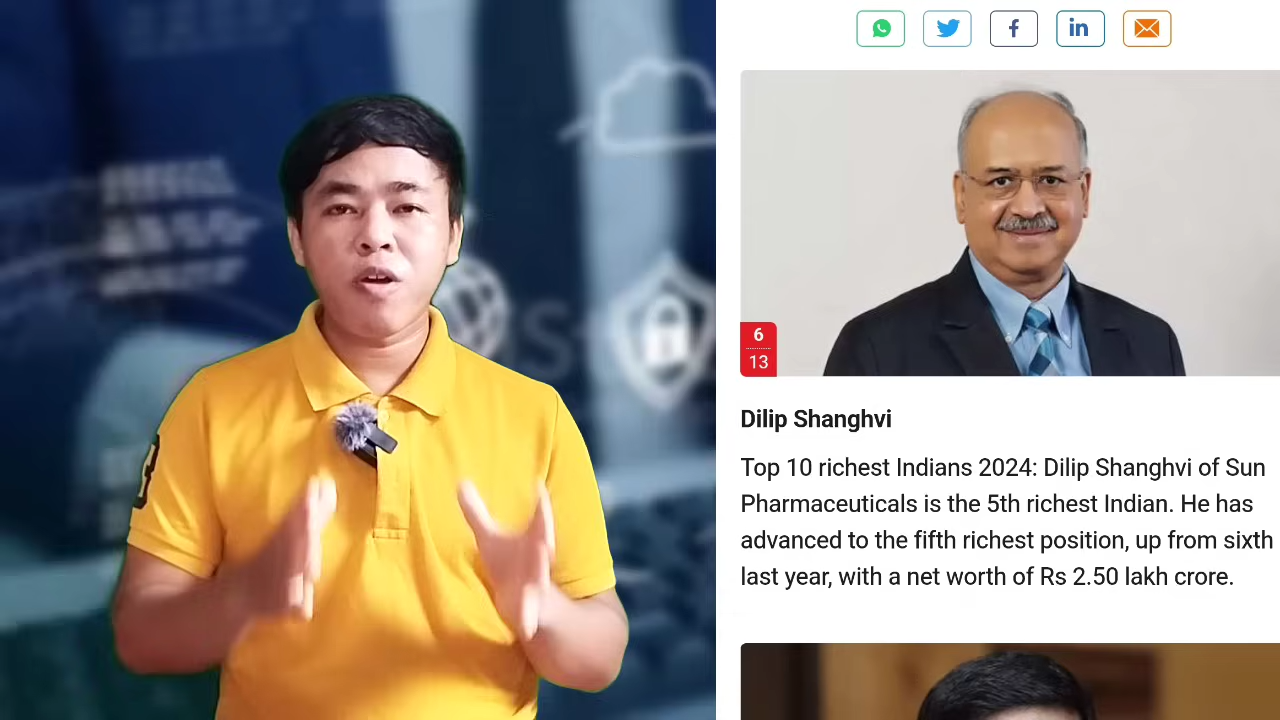 6
13
Dilip Shanghvi
Top 10 richest Indians 2024: Dilip Shanghvi of Sun
Pharmaceuticals is the 5th richest Indian. He has
advanced to the fifth richest position, up from sixth
last year, with a net worth of Rs 2.50 lakh crore.